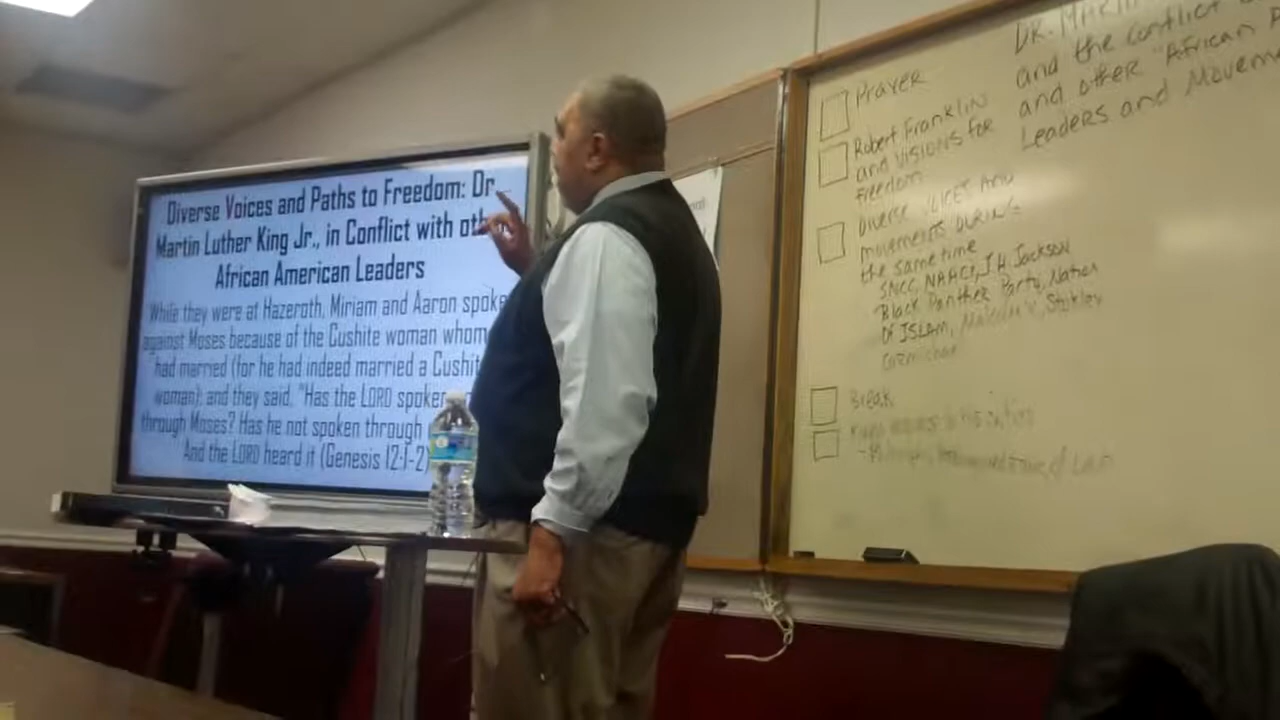 Diverse Voices and Paths to Freedom: Dr.
Martin Luther King Jr., in Conflict with oth
African American Leaders
While they were at Hazeroth, Miriam and Aaron spoke
against Moses because of the Cushite woman whom
had married (for he had indeed married a Cushit
woman); and they said, "Has the LORD spoken
through Moses? Has he not spoken through
And the LORD heard it (Genesis 12:1-2)
Prayer
Robert Franklin
and Visions for
Freedom
Diverse
movements during
the same time
SNCC, NAACP, J.H. Jackson
Black Panther Party, Nation
of ISLAM, Malcolm X, Stokley
Break
DR. MARTI
and the conflict
and other "African A
Leaders and Moveme